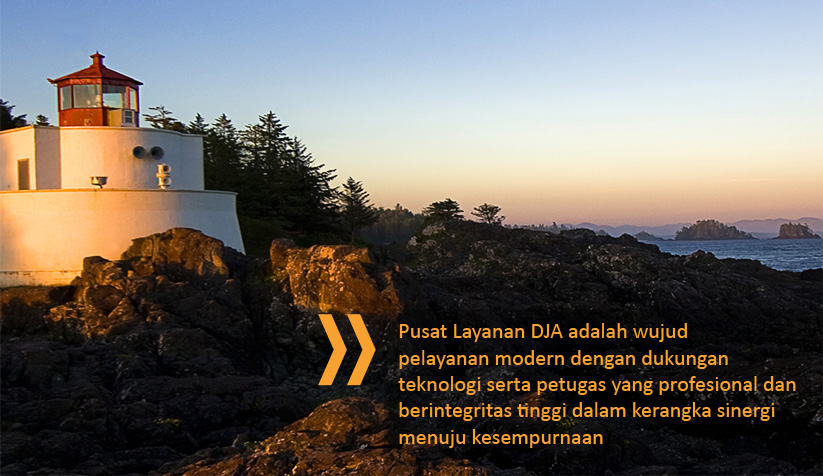 Pusat Layanan DJA adalah wujud
pelayanan modern dengan dukungan
teknologi serta petugas yang profesional dan
berintegritas tinggi dalam kerangka sinergi
menuju kesempurnaan